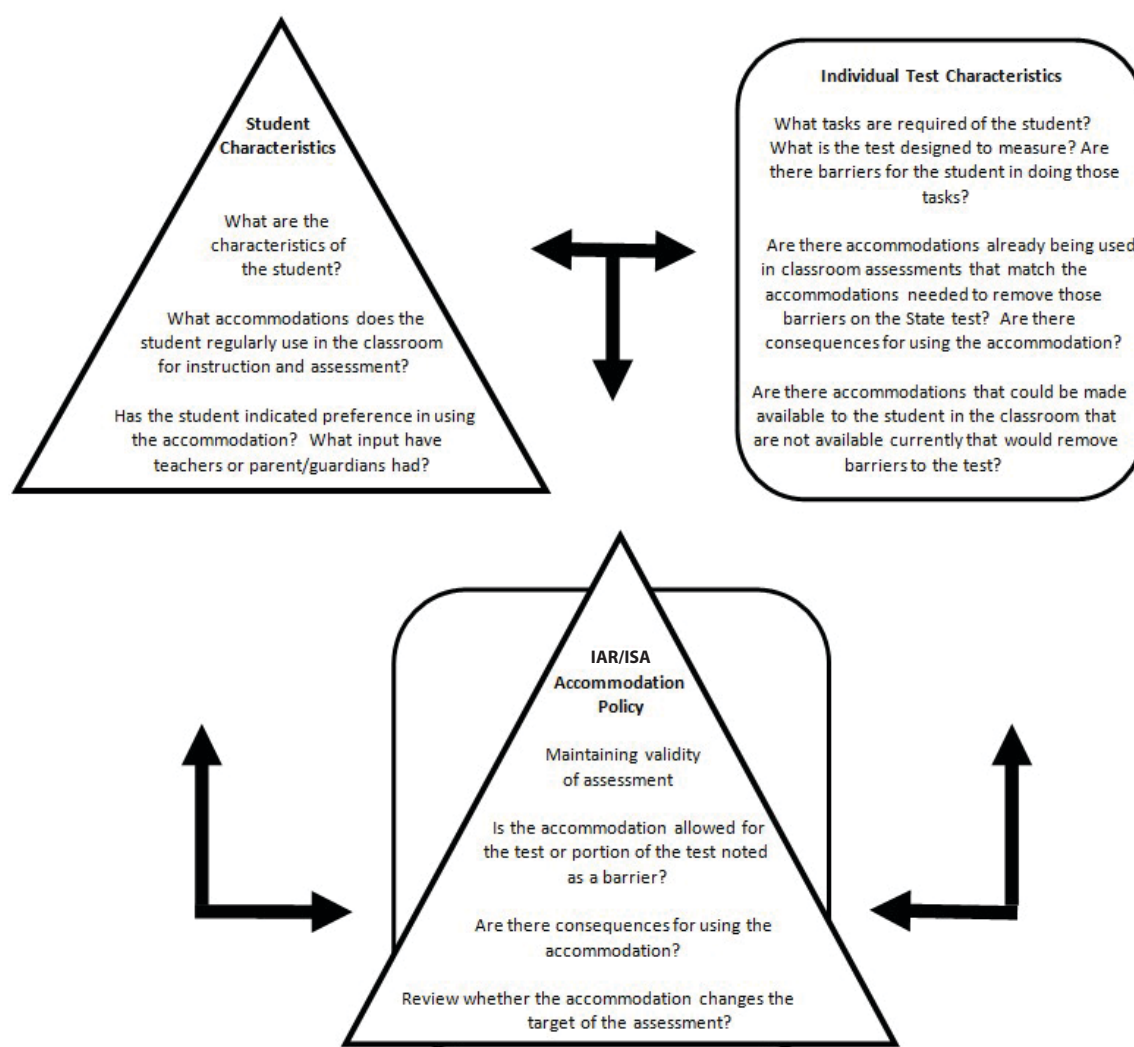 Student
Characteristics
What are the
characteristics of
the student?
What accommodations does the
student regularly use in the classroom
for instruction and assessment?
Has the student indicated preference in using
the accommodation? What input have
teachers or parent/guardians had?
Individual Test Characteristics
What tasks are required of the student?
What is the test designed to measure? Are
there barriers for the student in doing those
tasks?
Are there accommodations already being used
in classroom assessments that match the
accommodations needed to remove those
barriers on the State test? Are there
consequences for using the accommodation?
Are there accommodations that could be made
available to the student in the classroom that
are not available currently that would remove
barriers to the test?
IAR/ISA
Accommodation
Policy
Maintaining validity
of assessment
Is the accommodation allowed for
the test or portion of the test noted
as a barrier?
Are there consequences for using the
accommodation?
Review whether the accommodation changes the
target of the assessment?